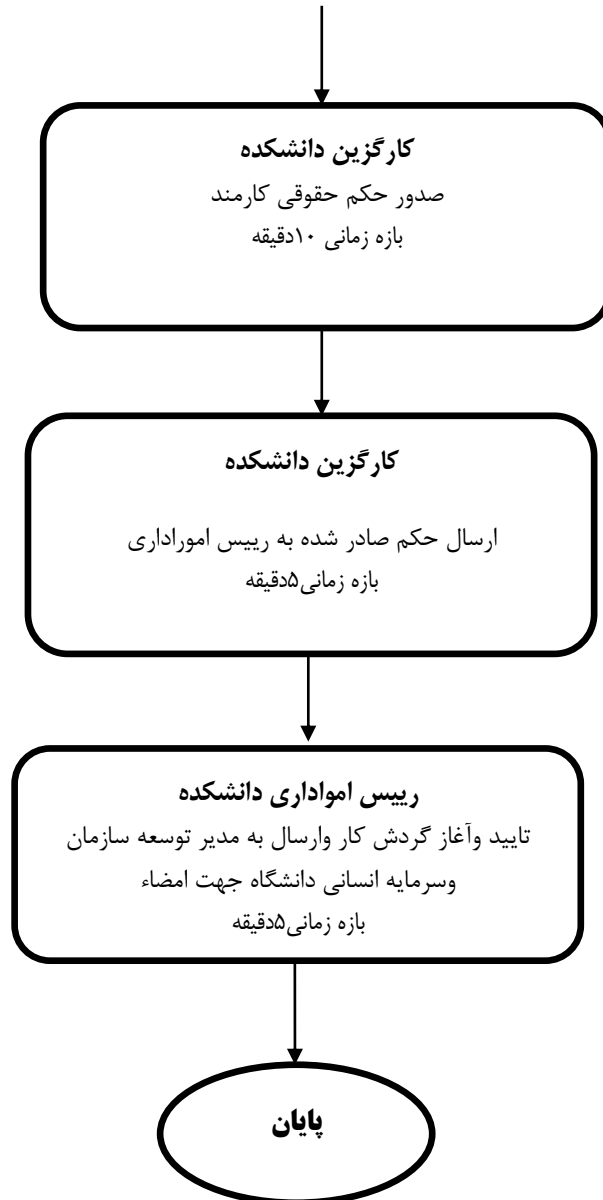 کارگزین دانشکده
صدور حکم حقوقی کارمند
بازه زمانی ۱۰دقیقه
کارگزین دانشکده
ارسال حکم صادر شده به رییس اموراداری
بازه زمانی۵دقیقه
رییس امواداری دانشکده
تایید وآغاز گردش کار وارسال به مدیر توسعه سازمان
وسرمایه انسانی دانشگاه جهت امضاء
بازه زمانی۵دقیقه
پایان